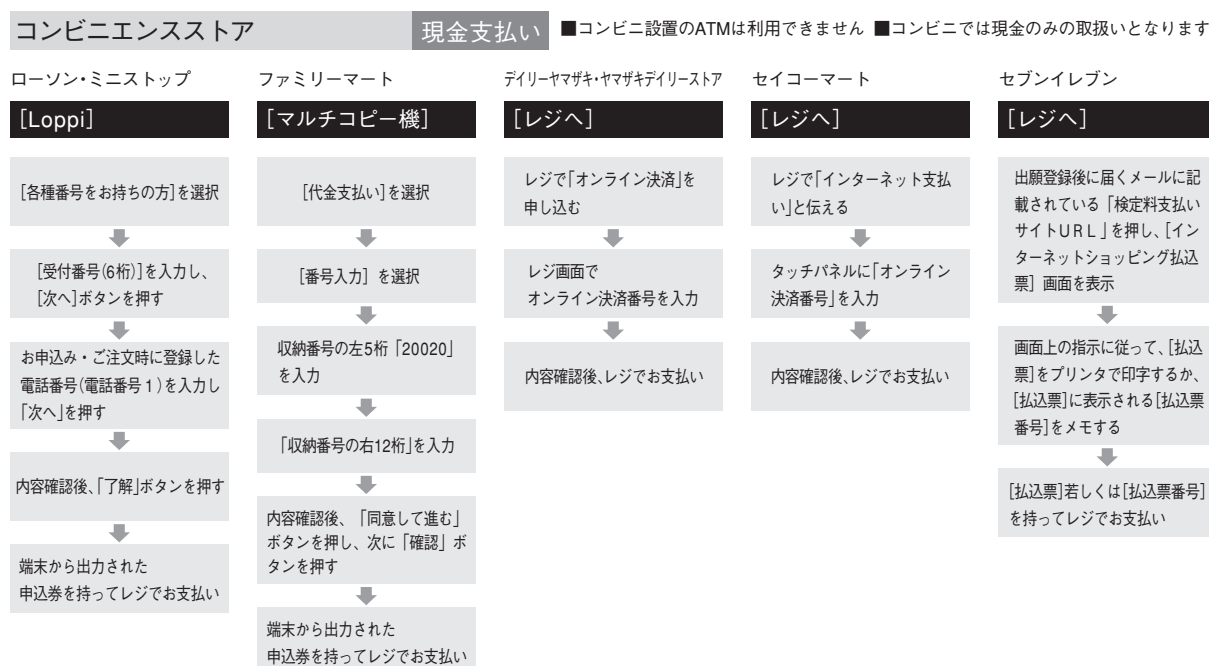 コンビニエンスストア
現金支払い
■コンビニ設置のATMは利用できません ■コンビニでは現金のみの取扱いとなります
ローソン・ミニストップ
[Loppi]
[各種番号をお持ちの方]を選択
[受付番号(6桁)]を入力し、
[次へ]ボタンを押す
お申込み・ご注文時に登録した
電話番号(電話番号1)を入力し
「次へ」を押す
内容確認後、「了解」ボタンを押す
端末から出力された
申込券を持ってレジでお支払い
ファミリーマート
[マルチコピー機]
[代金支払い]を選択
[番号入力] を選択
収納番号の左5桁「20020」
を入力
「収納番号の右12桁」を入力
内容確認後、「同意して進む」
ボタンを押し、次に「確認」ボ
タンを押す
端末から出力された
申込券を持ってレジでお支払い
デイリーヤマザキ・ヤマザキデイリーストア
[レジへ]
レジで「オンライン決済」を
申し込む
レジ画面で
オンライン決済番号を入力
内容確認後、レジでお支払い
セイコーマート
[レジへ]
レジで「インターネット支払
い」と伝える
タッチパネルに「オンライン
決済番号」を入力
内容確認後、レジでお支払い
セブンイレブン
[レジへ]
出願登録後に届くメールに記
載されている「検定料支払い
サイトURL」を押し、[イン
ターネットショッピング払込
票] 画面を表示
画面上の指示に従って、[払込
票]をプリンタで印字するか、
[払込票]に表示される[払込票
番号]をメモする
[払込票]若しくは[払込票番号]
を持ってレジでお支払い